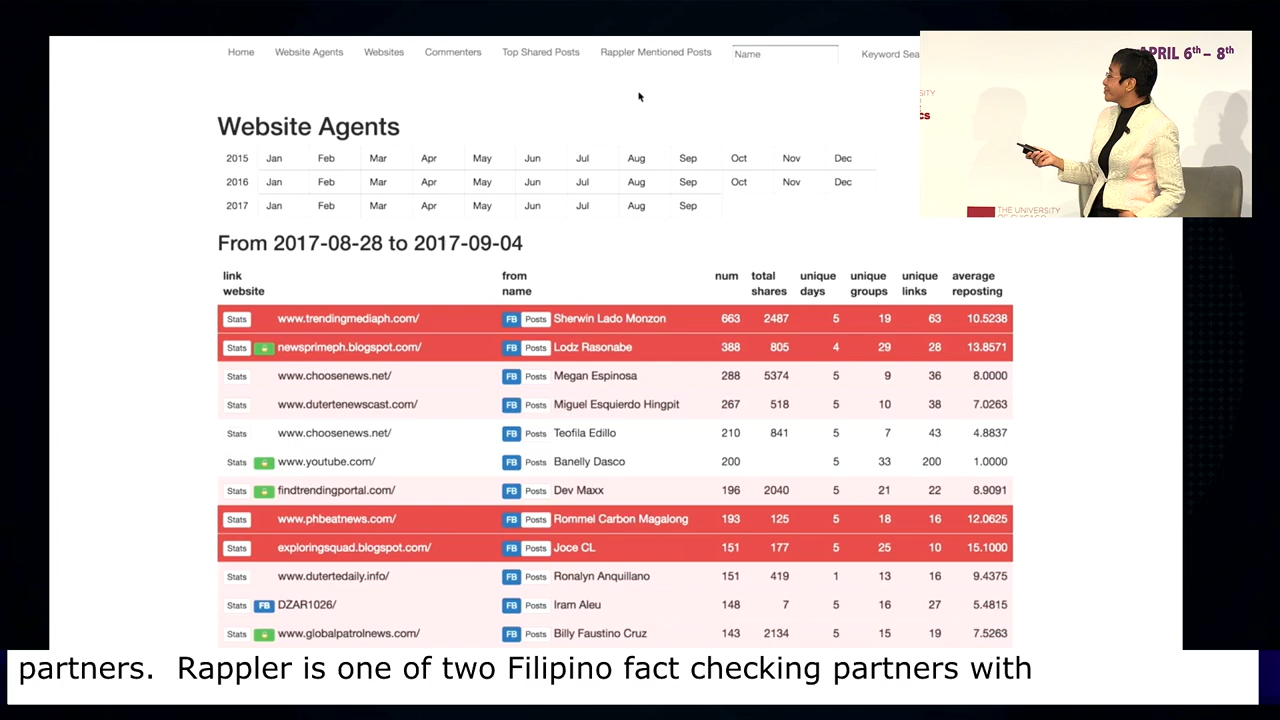 Home Website Agents Websites Commenters Top Shared Posts Rappler Mentioned Posts Name Keyword Sea
APRIL 6th – 8th
Website Agents
2015 Jan Feb Mar Apr May Jun Jul Aug Sep Oct Nov Dec
2016 Jan Feb Mar Apr May Jun Jul Aug Sep Oct Nov Dec
2017 Jan Feb Mar Apr May Jun Jul Aug Sep
THE UNIVERSITY
From 2017-08-28 to 2017-09-04
link website from name num total shares unique days unique groups unique links average reposting
Stats www.trendingmediaph.com/ FB Posts Sherwin Lado Monzon 663 2487 5 19 63 10.5238
Stats newsprimeph.blogspot.com/ FB Posts Lodz Rasonabe 388 805 4 29 28 13.8571
Stats www.choosenews.net/ FB Posts Megan Espinosa 288 5374 5 9 36 8.0000
Stats www.dutertenewscast.com/ FB Posts Miguel Esquierdo Hingpit 267 518 5 10 38 7.0263
Stats www.choosenews.net/ FB Posts Teofila Edillo 210 841 5 7 43 4.8837
Stats www.youtube.com/ FB Posts Banelly Dasco 200 5 33 200 1.0000
Stats findtrendingportal.com/ FB Posts Dev Maxx 196 2040 5 21 22 8.9091
Stats www.phbeatnews.com/ FB Posts Rommel Carbon Magalong 193 125 5 18 16 12.0625
Stats exploringsquad.blogspot.com/ FB Posts Joce CL 151 177 5 25 10 15.1000
Stats www.dutertedaily.info/ FB Posts Ronalyn Anquillano 151 419 1 13 16 9.4375
Stats FB DZAR1026/ FB Posts Iram Aleu 148 7 5 16 27 5.4815
Stats www.globalpatrolnews.com/ FB Posts Billy Faustino Cruz 143 2134 5 15 19 7.5263
partners. Rappler is one of two Filipino fact checking partners with